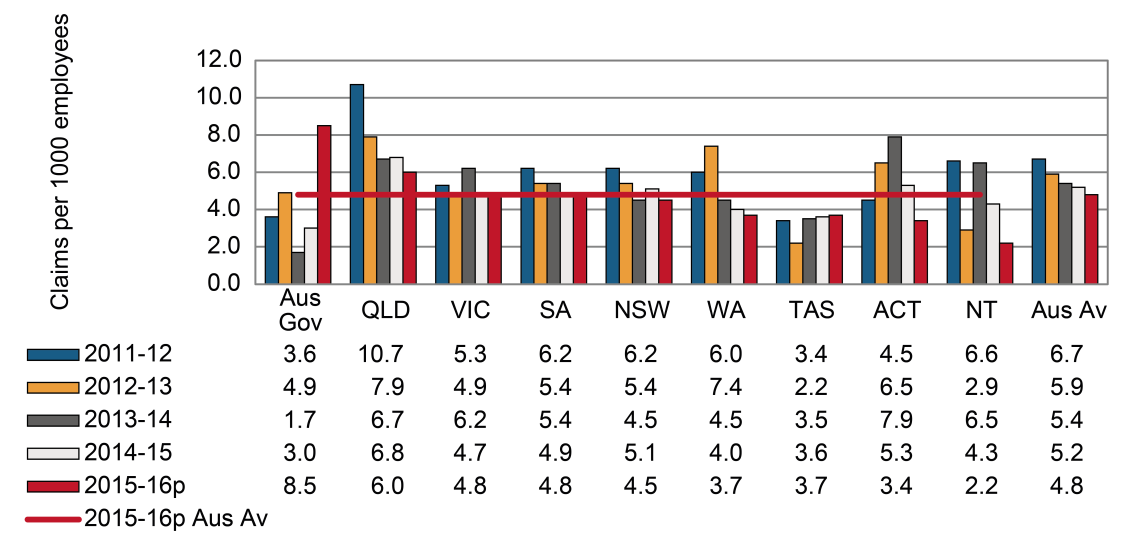 Claims per 1000 employees
12.0
10.0
8.0
6.0
4.0
2.0
0.0
Aus Gov QLD VIC SA NSW WA TAS ACT NT Aus Av
2011-12 3.6 10.7 5.3 6.2 6.2 6.0 3.4 4.5 6.6 6.7
2012-13 4.9 7.9 4.9 5.4 5.4 7.4 2.2 6.5 2.9 5.9
2013-14 1.7 6.7 6.2 5.4 4.5 4.5 3.5 7.9 6.5 5.4
2014-15 3.0 6.8 4.7 4.9 5.1 4.0 3.6 5.3 4.3 5.2
2015-16p 8.5 6.0 4.8 4.8 4.5 3.7 3.7 3.4 2.2 4.8
2015-16p Aus Av